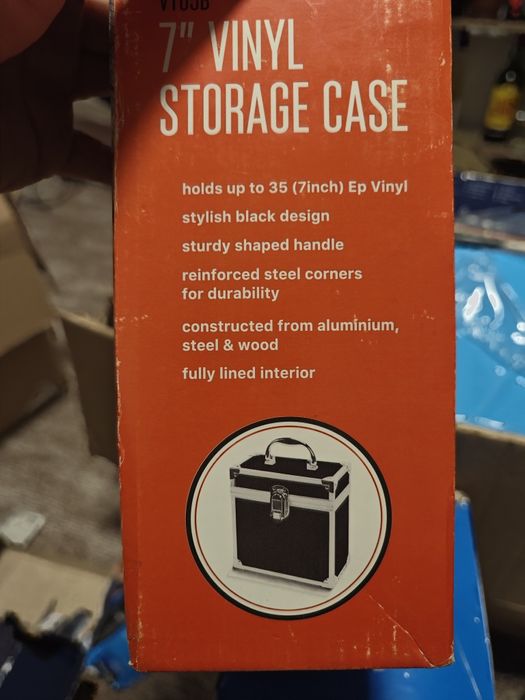 7" VINYL
STORAGE CASE
holds up to 35 (7inch) Ep Vinyl
stylish black design
sturdy shaped handle
reinforced steel corners
for durability
constructed from aluminium,
steel & wood
fully lined interior